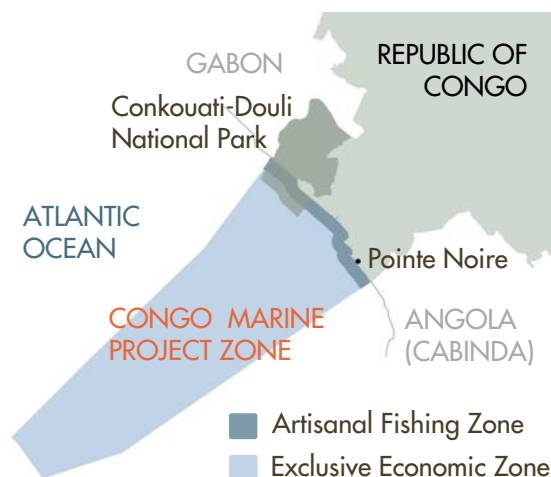 REPUBLIC OF
CONGO
GABON
Conkouati-Douli
National Park
ATLANTIC
OCEAN
Pointe Noire
CONGO MARINE
PROJECT ZONE
ANGOLA
(CABINDA)
Artisanal Fishing Zone
Exclusive Economic Zone